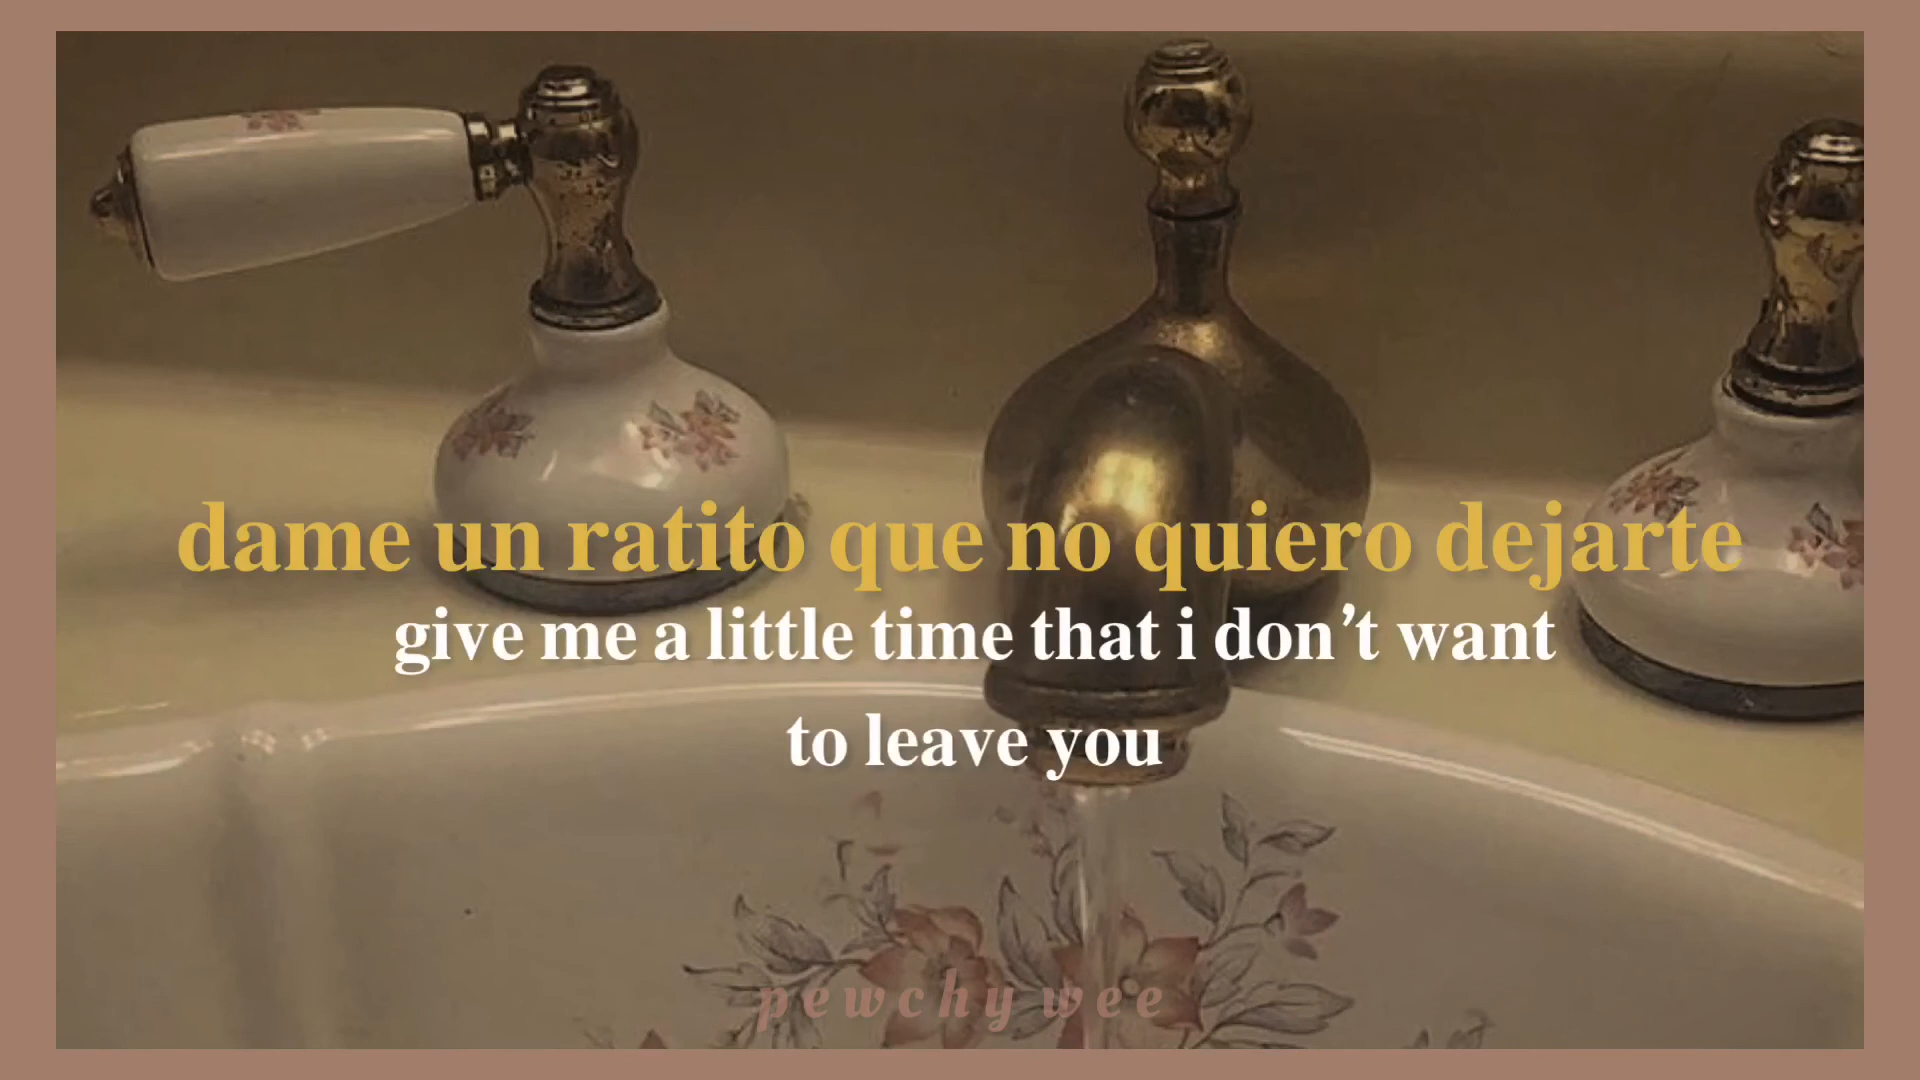 dame un ratito que no quiero dejarte
give me a little time that i don’t want
to leave you
pewchy wee